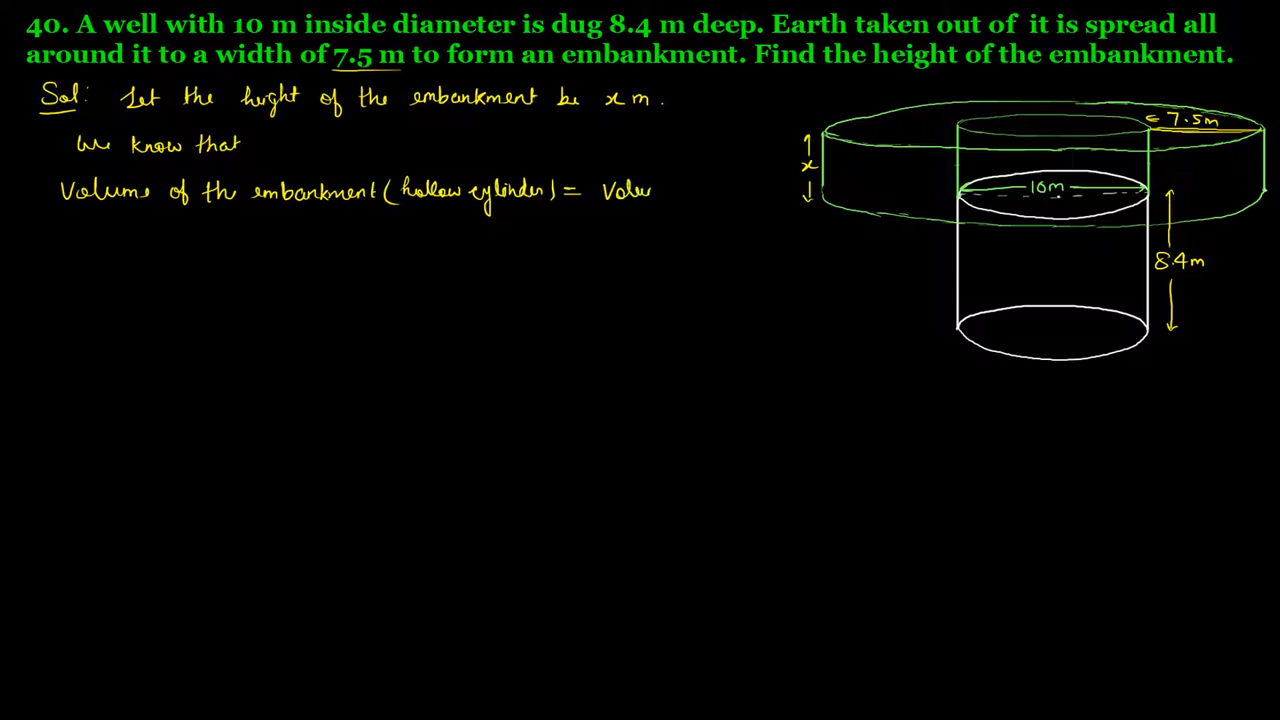 40. A well with 10 m inside diameter is dug 8.4 m deep. Earth taken out of it is spread all
around it to a width of 7.5 m to form an embankment. Find the height of the embankment.
Sol: Let the height of the embankment be x m.
We know that
Volume of the embankment (hollow cylinder) = Volu
7.5m
x
10m
8.4m